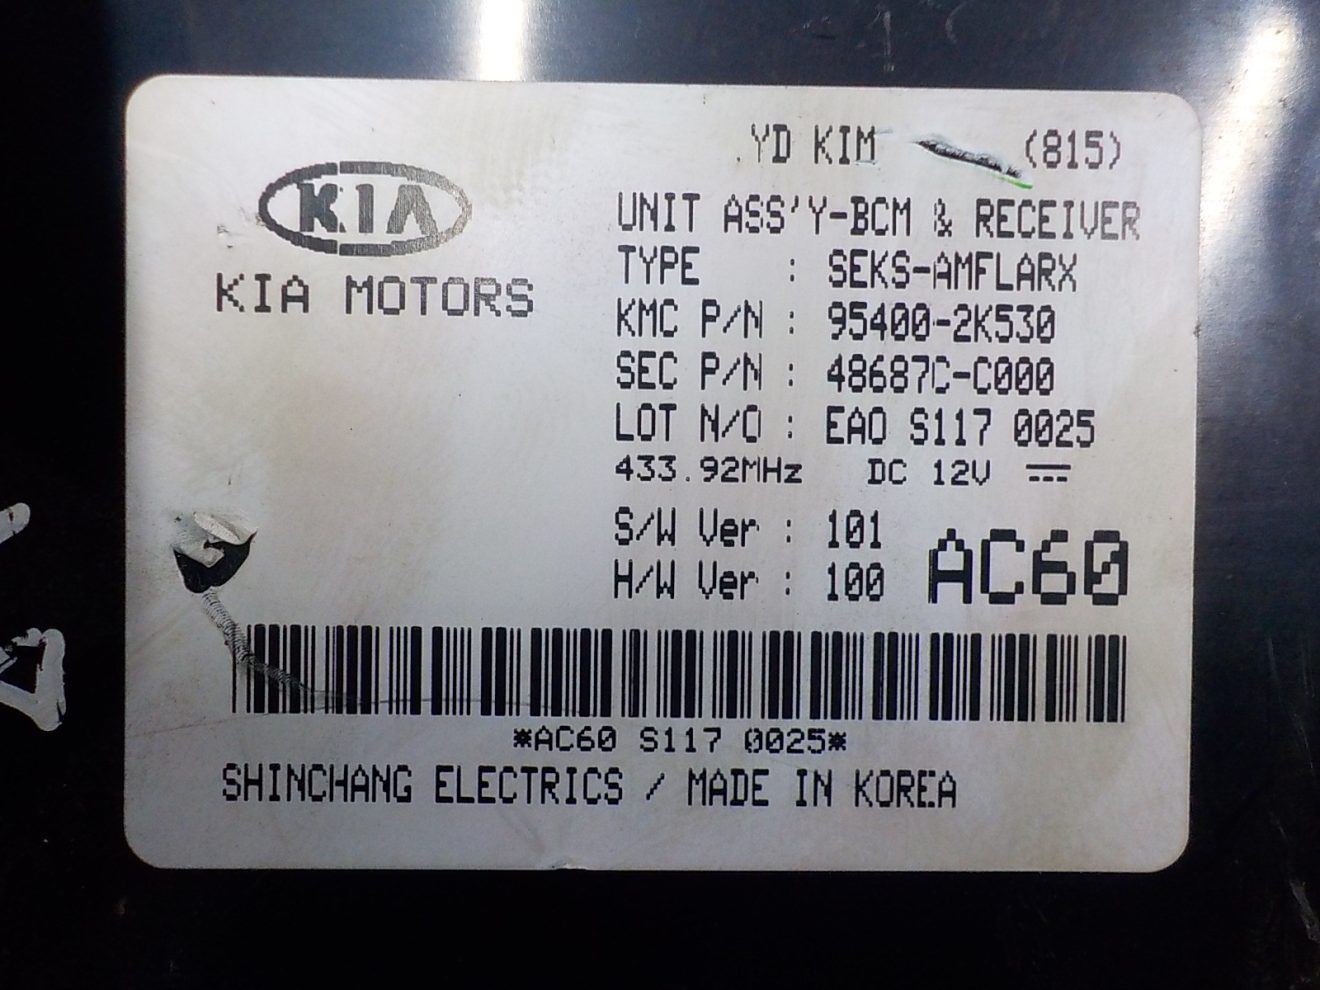 YD KIM (815)
KIA
KIA MOTORS
UNIT ASS'Y-BCM & RECEIVER
TYPE : SEKS-AMFLARX
KMC P/N : 95400-2K530
SEC P/N : 48687C-C000
LOT N/O : EAO S117 0025
433.92MHz DC 12V
S/W Ver : 101
H/W Ver : 100
AC60
*AC60 S117 0025*
SHINCHANG ELECTRICS / MADE IN KOREA